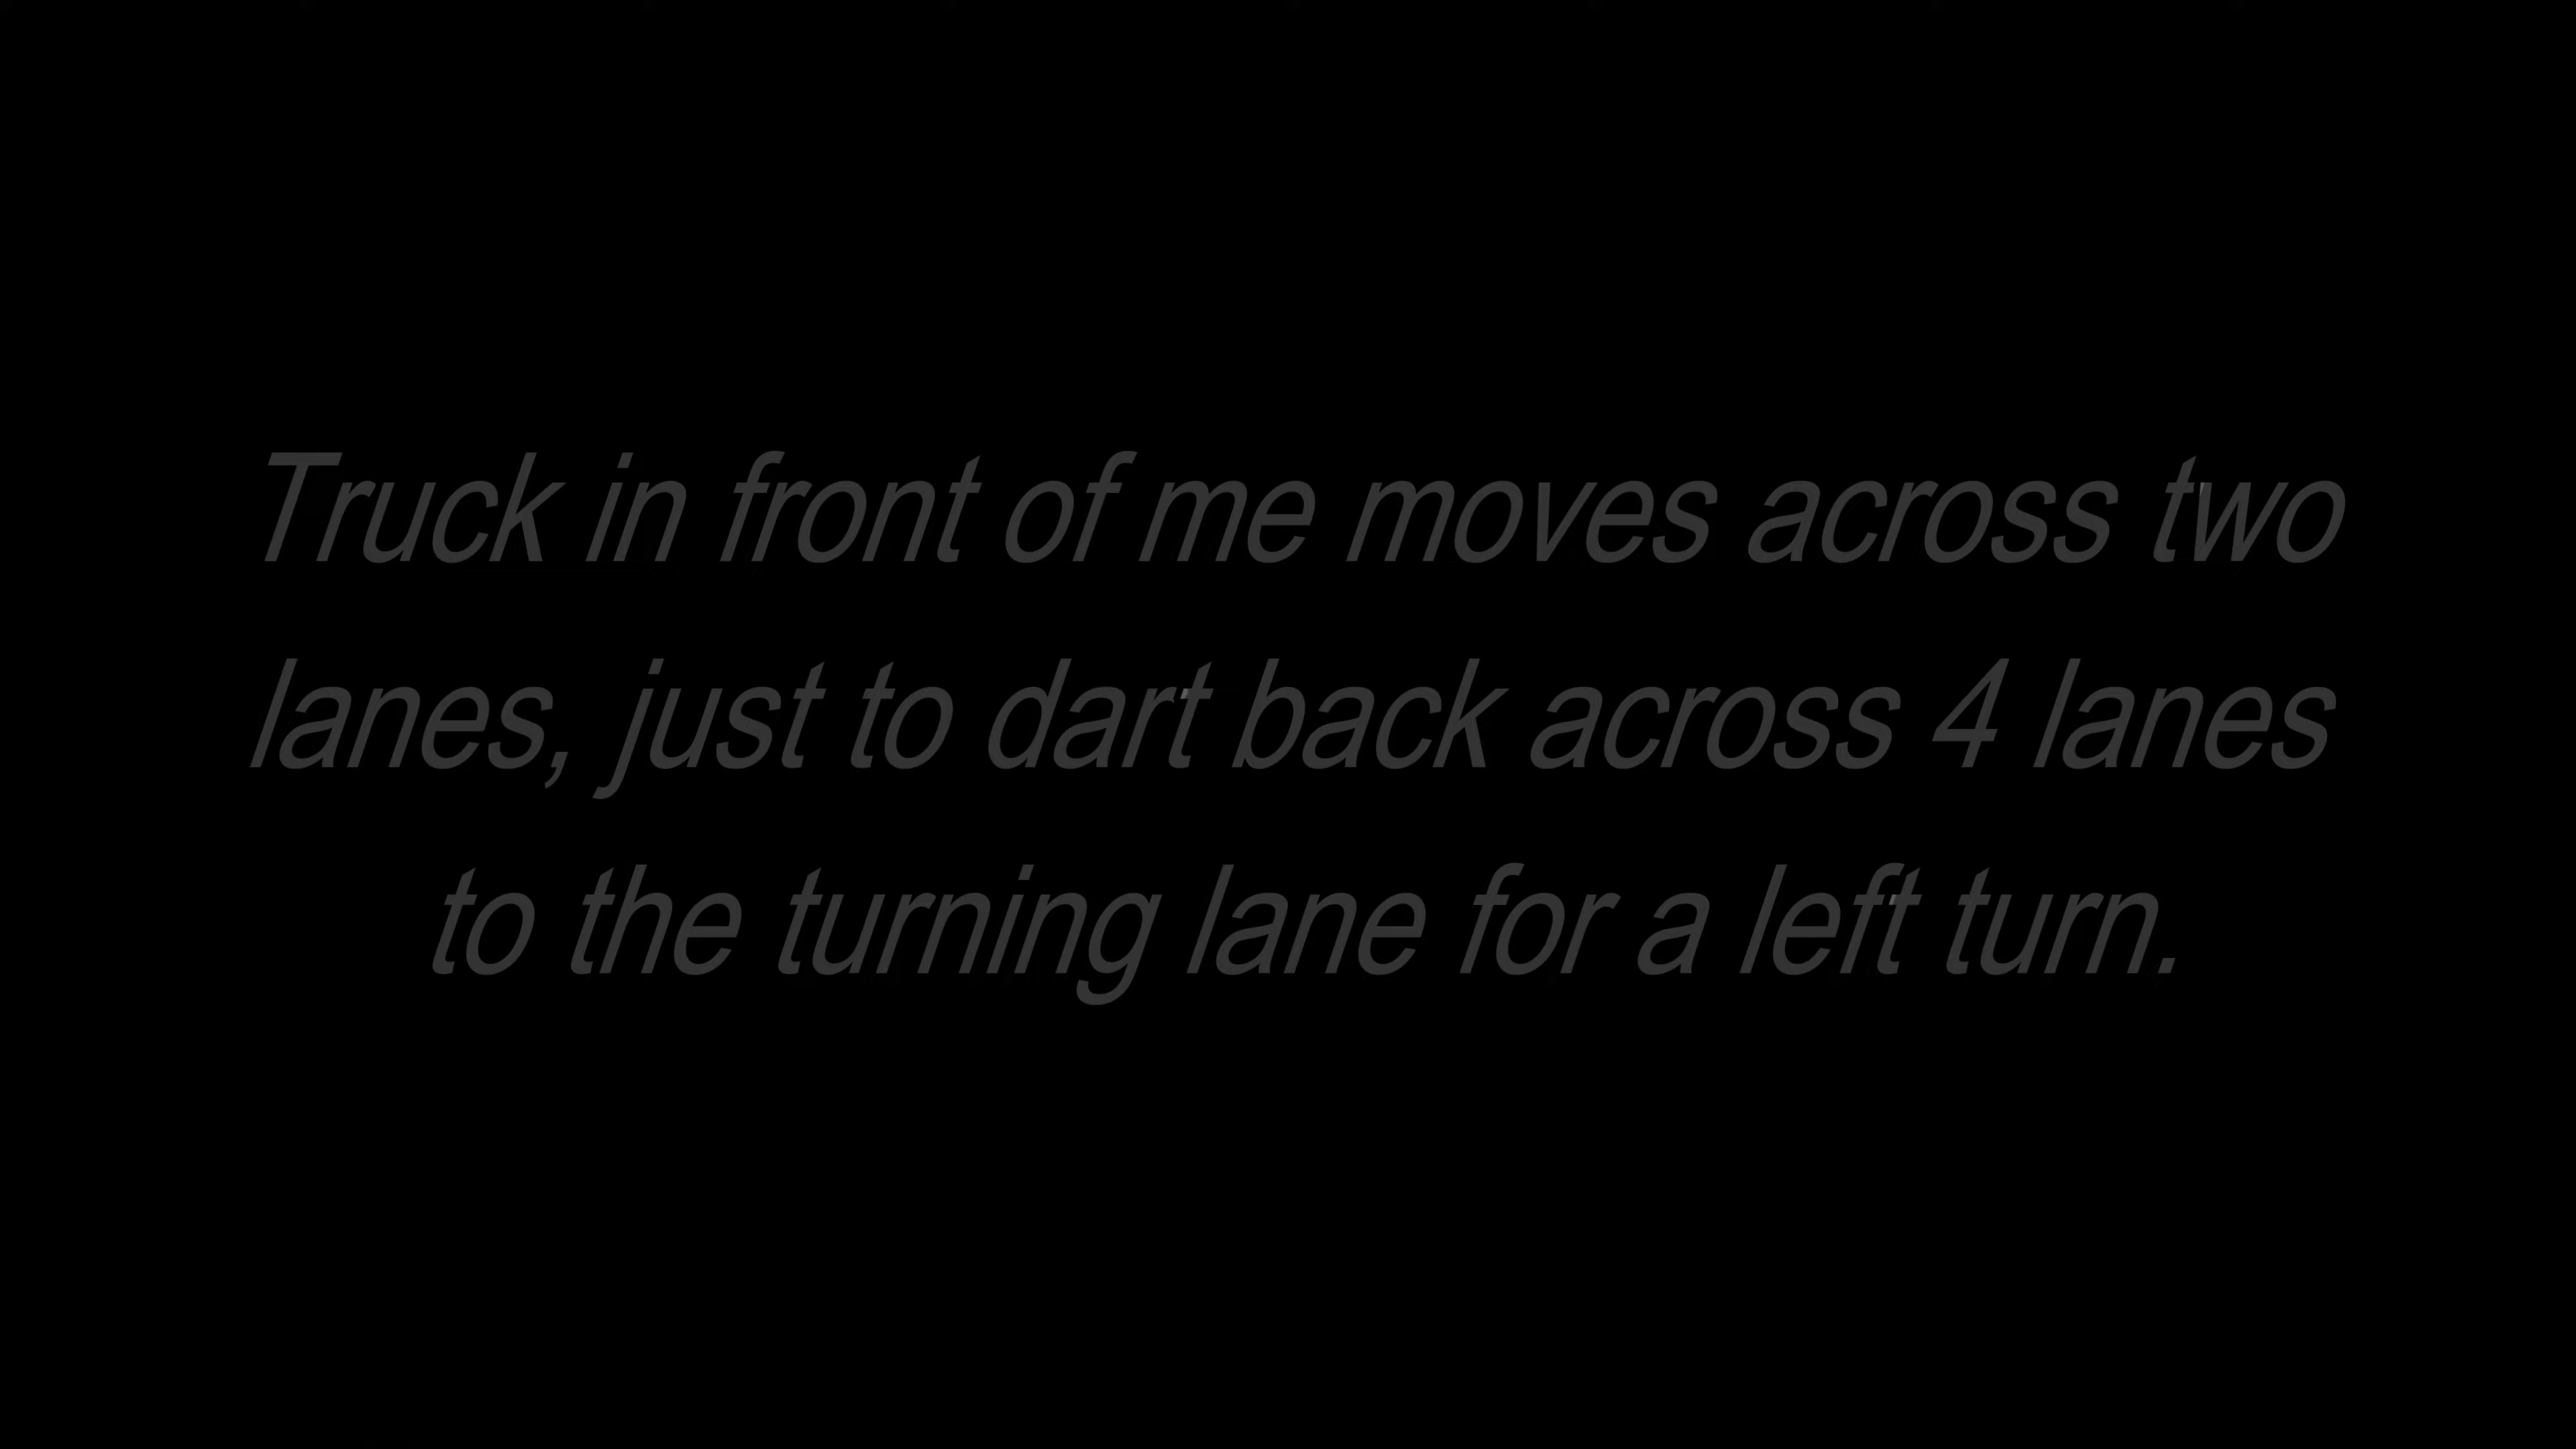 Truck in front of me moves across two
lanes, just to dart back across 4 lanes
to the turning lane for a left turn.